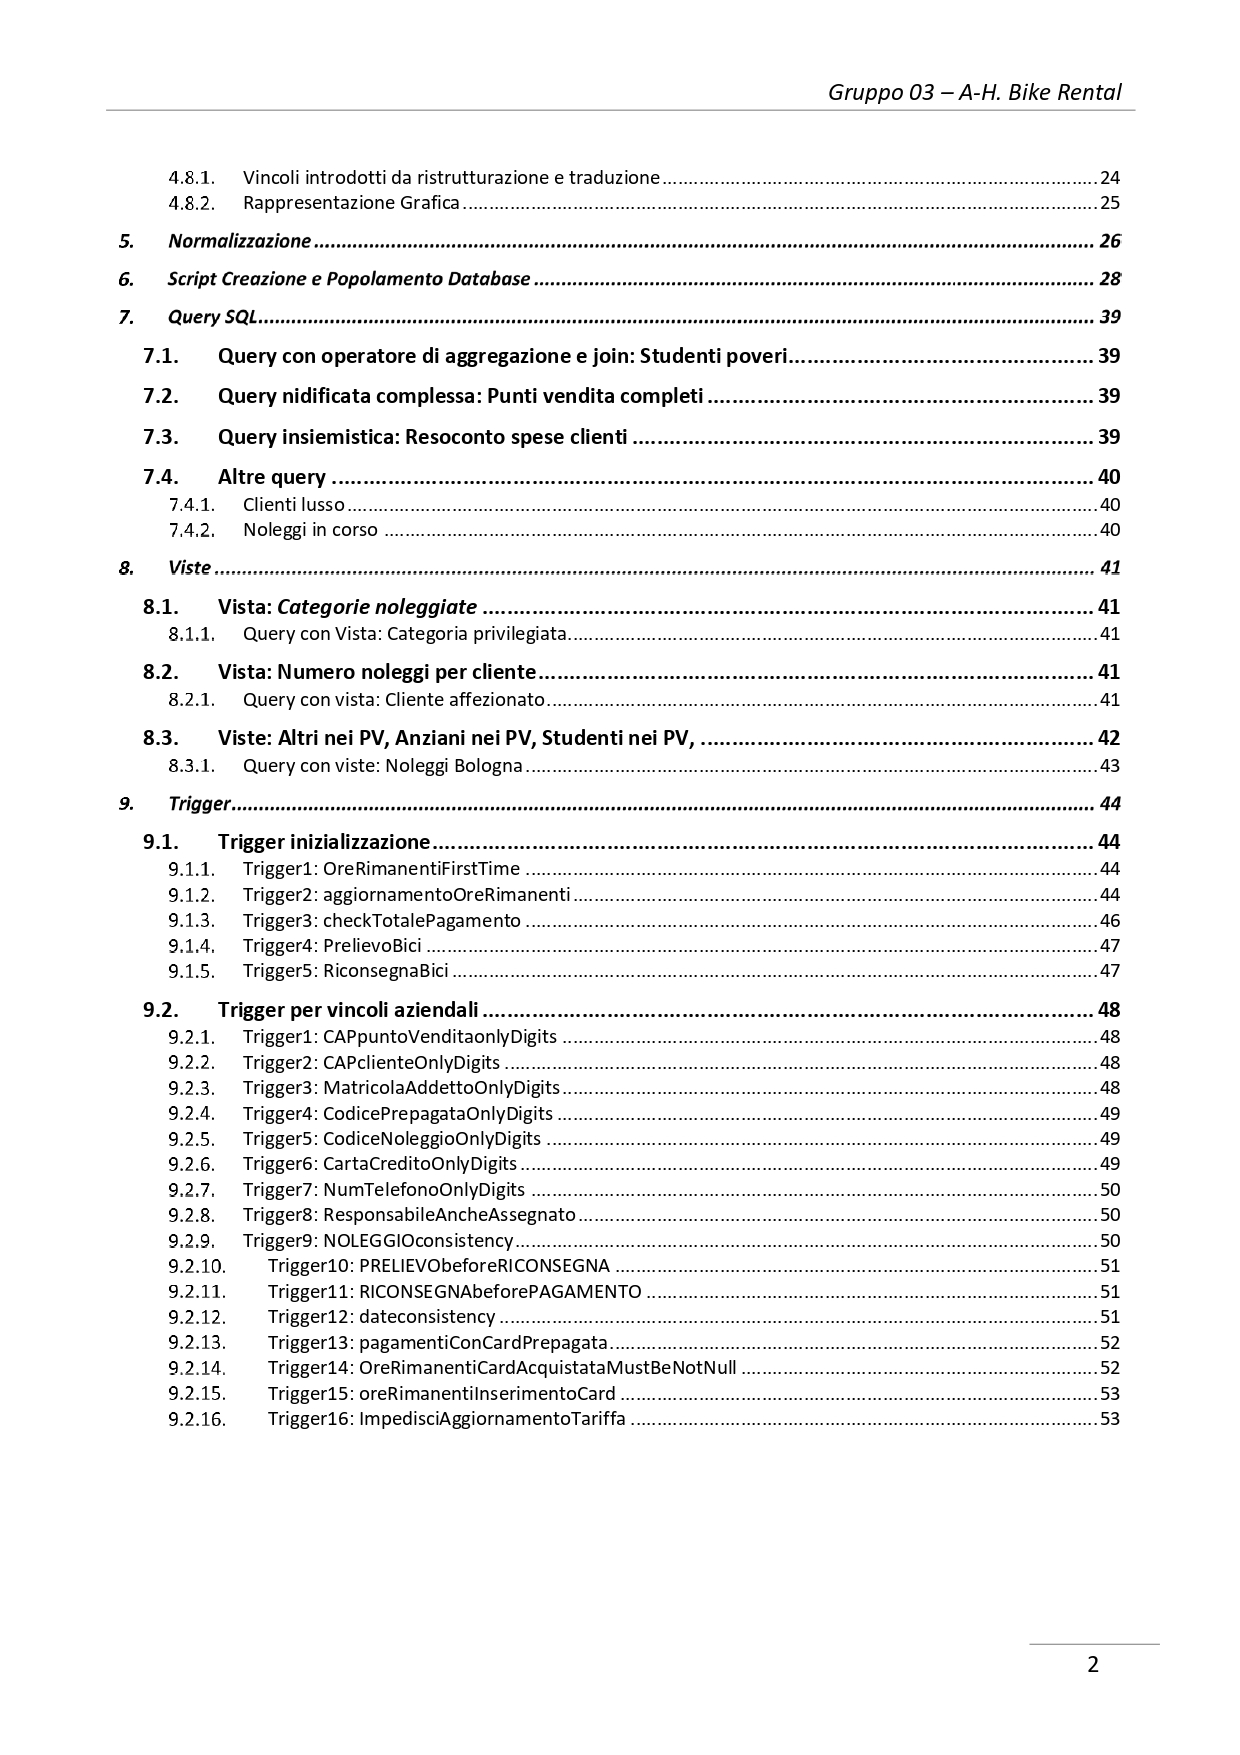 Gruppo 03 – A-H. Bike Rental
4.8.1. Vincoli introdotti da ristrutturazione e traduzione 24
4.8.2. Rappresentazione Grafica 25
5. Normalizzazione 26
6. Script Creazione e Popolamento Database 28
7. Query SQL 39
7.1. Query con operatore di aggregazione e join: Studenti poveri 39
7.2. Query nidificata complessa: Punti vendita completi 39
7.3. Query insiemistica: Resoconto spese clienti 39
7.4. Altre query 40
7.4.1. Clienti lusso 40
7.4.2. Noleggi in corso 40
8. Viste 41
8.1. Vista: Categorie noleggiate 41
8.1.1. Query con Vista: Categoria privilegiata 41
8.2. Vista: Numero noleggi per cliente 41
8.2.1. Query con vista: Cliente affezionato 41
8.3. Viste: Altri nei PV, Anziani nei PV, Studenti nei PV, 42
8.3.1. Query con viste: Noleggi Bologna 43
9. Trigger 44
9.1. Trigger inizializzazione 44
9.1.1. Trigger1: OreRimanentiFirstTime 44
9.1.2. Trigger2: aggiornamentoOreRimanenti 44
9.1.3. Trigger3: checkTotalePagamento 46
9.1.4. Trigger4: PrelievoBici 47
9.1.5. Trigger5: RiconsegnaBici 47
9.2. Trigger per vincoli aziendali 48
9.2.1. Trigger1: CAPpuntoVenditaonlyDigits 48
9.2.2. Trigger2: CAPclienteOnlyDigits 48
9.2.3. Trigger3: MatricolaAddettoOnlyDigits 48
9.2.4. Trigger4: CodicePrepagataOnlyDigits 49
9.2.5. Trigger5: CodiceNoleggioOnlyDigits 49
9.2.6. Trigger6: CartaCreditoOnlyDigits 49
9.2.7. Trigger7: NumTelefonoOnlyDigits 50
9.2.8. Trigger8: ResponsabileAncheAssegnato 50
9.2.9. Trigger9: NOLEGGIOconsistency 50
9.2.10. Trigger10: PRELIEVObeforeRICONSEGNA 51
9.2.11. Trigger11: RICONSEGNAbeforePAGAMENTO 51
9.2.12. Trigger12: dateconsistency 51
9.2.13. Trigger13: pagamentiConCardPrepagata 52
9.2.14. Trigger14: OreRimanentiCardAcquistataMustBeNotNull 52
9.2.15. Trigger15: oreRimanentiInserimentoCard 53
9.2.16. Trigger16: ImpedisciAggiornamentoTariffa 53
2